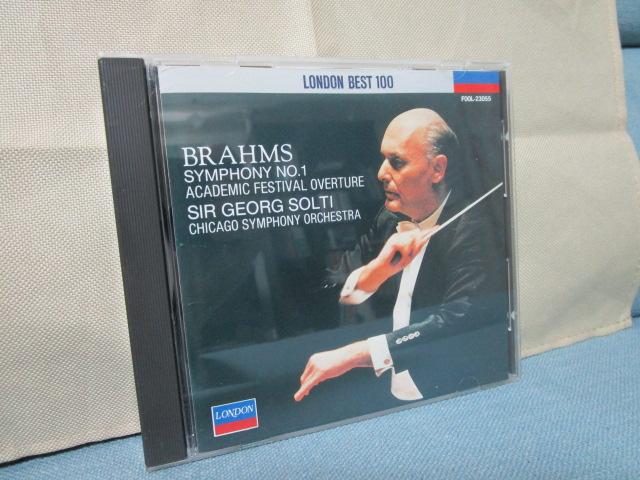 LONDON BEST 100
F00L-23055
BRAHMS
SYMPHONY NO.1
ACADEMIC FESTIVAL OVERTURE
SIR GEORG SOLTI
CHICAGO SYMPHONY ORCHESTRA
LONDON